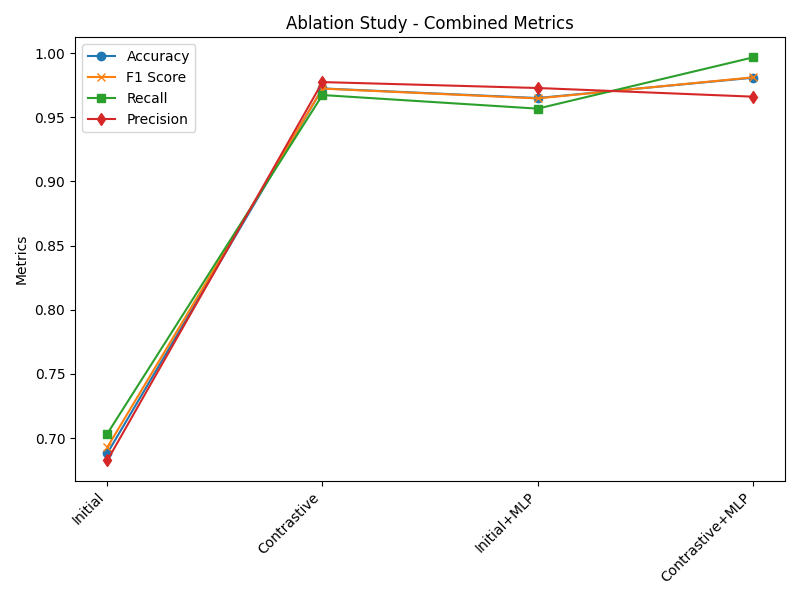 Ablation Study - Combined Metrics
Accuracy
F1 Score
Recall
Precision
Metrics
1.00
0.95
0.90
0.85
0.80
0.75
0.70
Initial
Contrastive
Initial+MLP
Contrastive+MLP